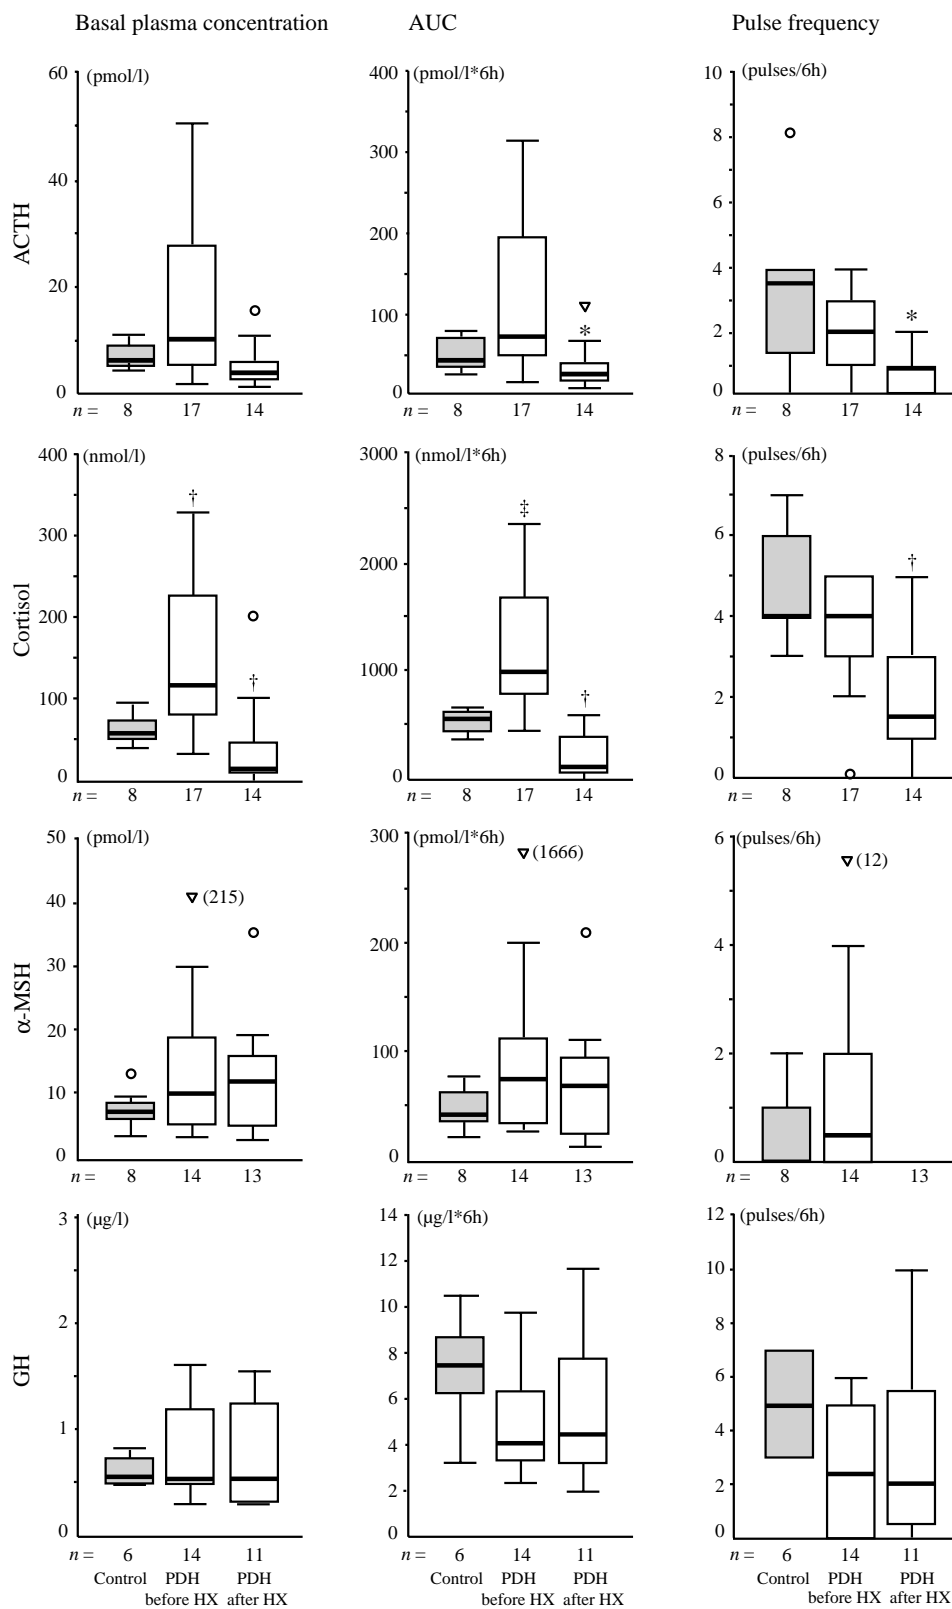 Basal plasma concentration AUC Pulse frequency
ACTH
(pmol/l) (pmol/l*6h) (pulses/6h)
60 400 10
300 8
40 6
200
20 4
100 2
0 0 0
* *
n = 8 17 14 n = 8 17 14 n = 8 17 14
Cortisol
(nmol/l) (nmol/l*6h) (pulses/6h)
400 3000 8
300 6
2000
200 4
1000
100 2
0 0 0
† † ‡ † †
n = 8 17 14 n = 8 17 14 n = 8 17 14
α-MSH
(pmol/l) (pmol/l*6h) (pulses/6h)
50 300 6
(215) (1666) (12)
40
200 4
30
20
100 2
10
0 0 0
n = 8 14 13 n = 8 14 13 n = 8 14 13
GH
(μg/l) (μg/l*6h) (pulses/6h)
3 14 12
12 10
2 10
8 8
6 6
1 4 4
2 2
0 0 0
n = 6 14 11 n = 6 14 11 n = 6 14 11
Control PDH PDH Control PDH PDH Control PDH PDH
before HX after HX before HX after HX before HX after HX